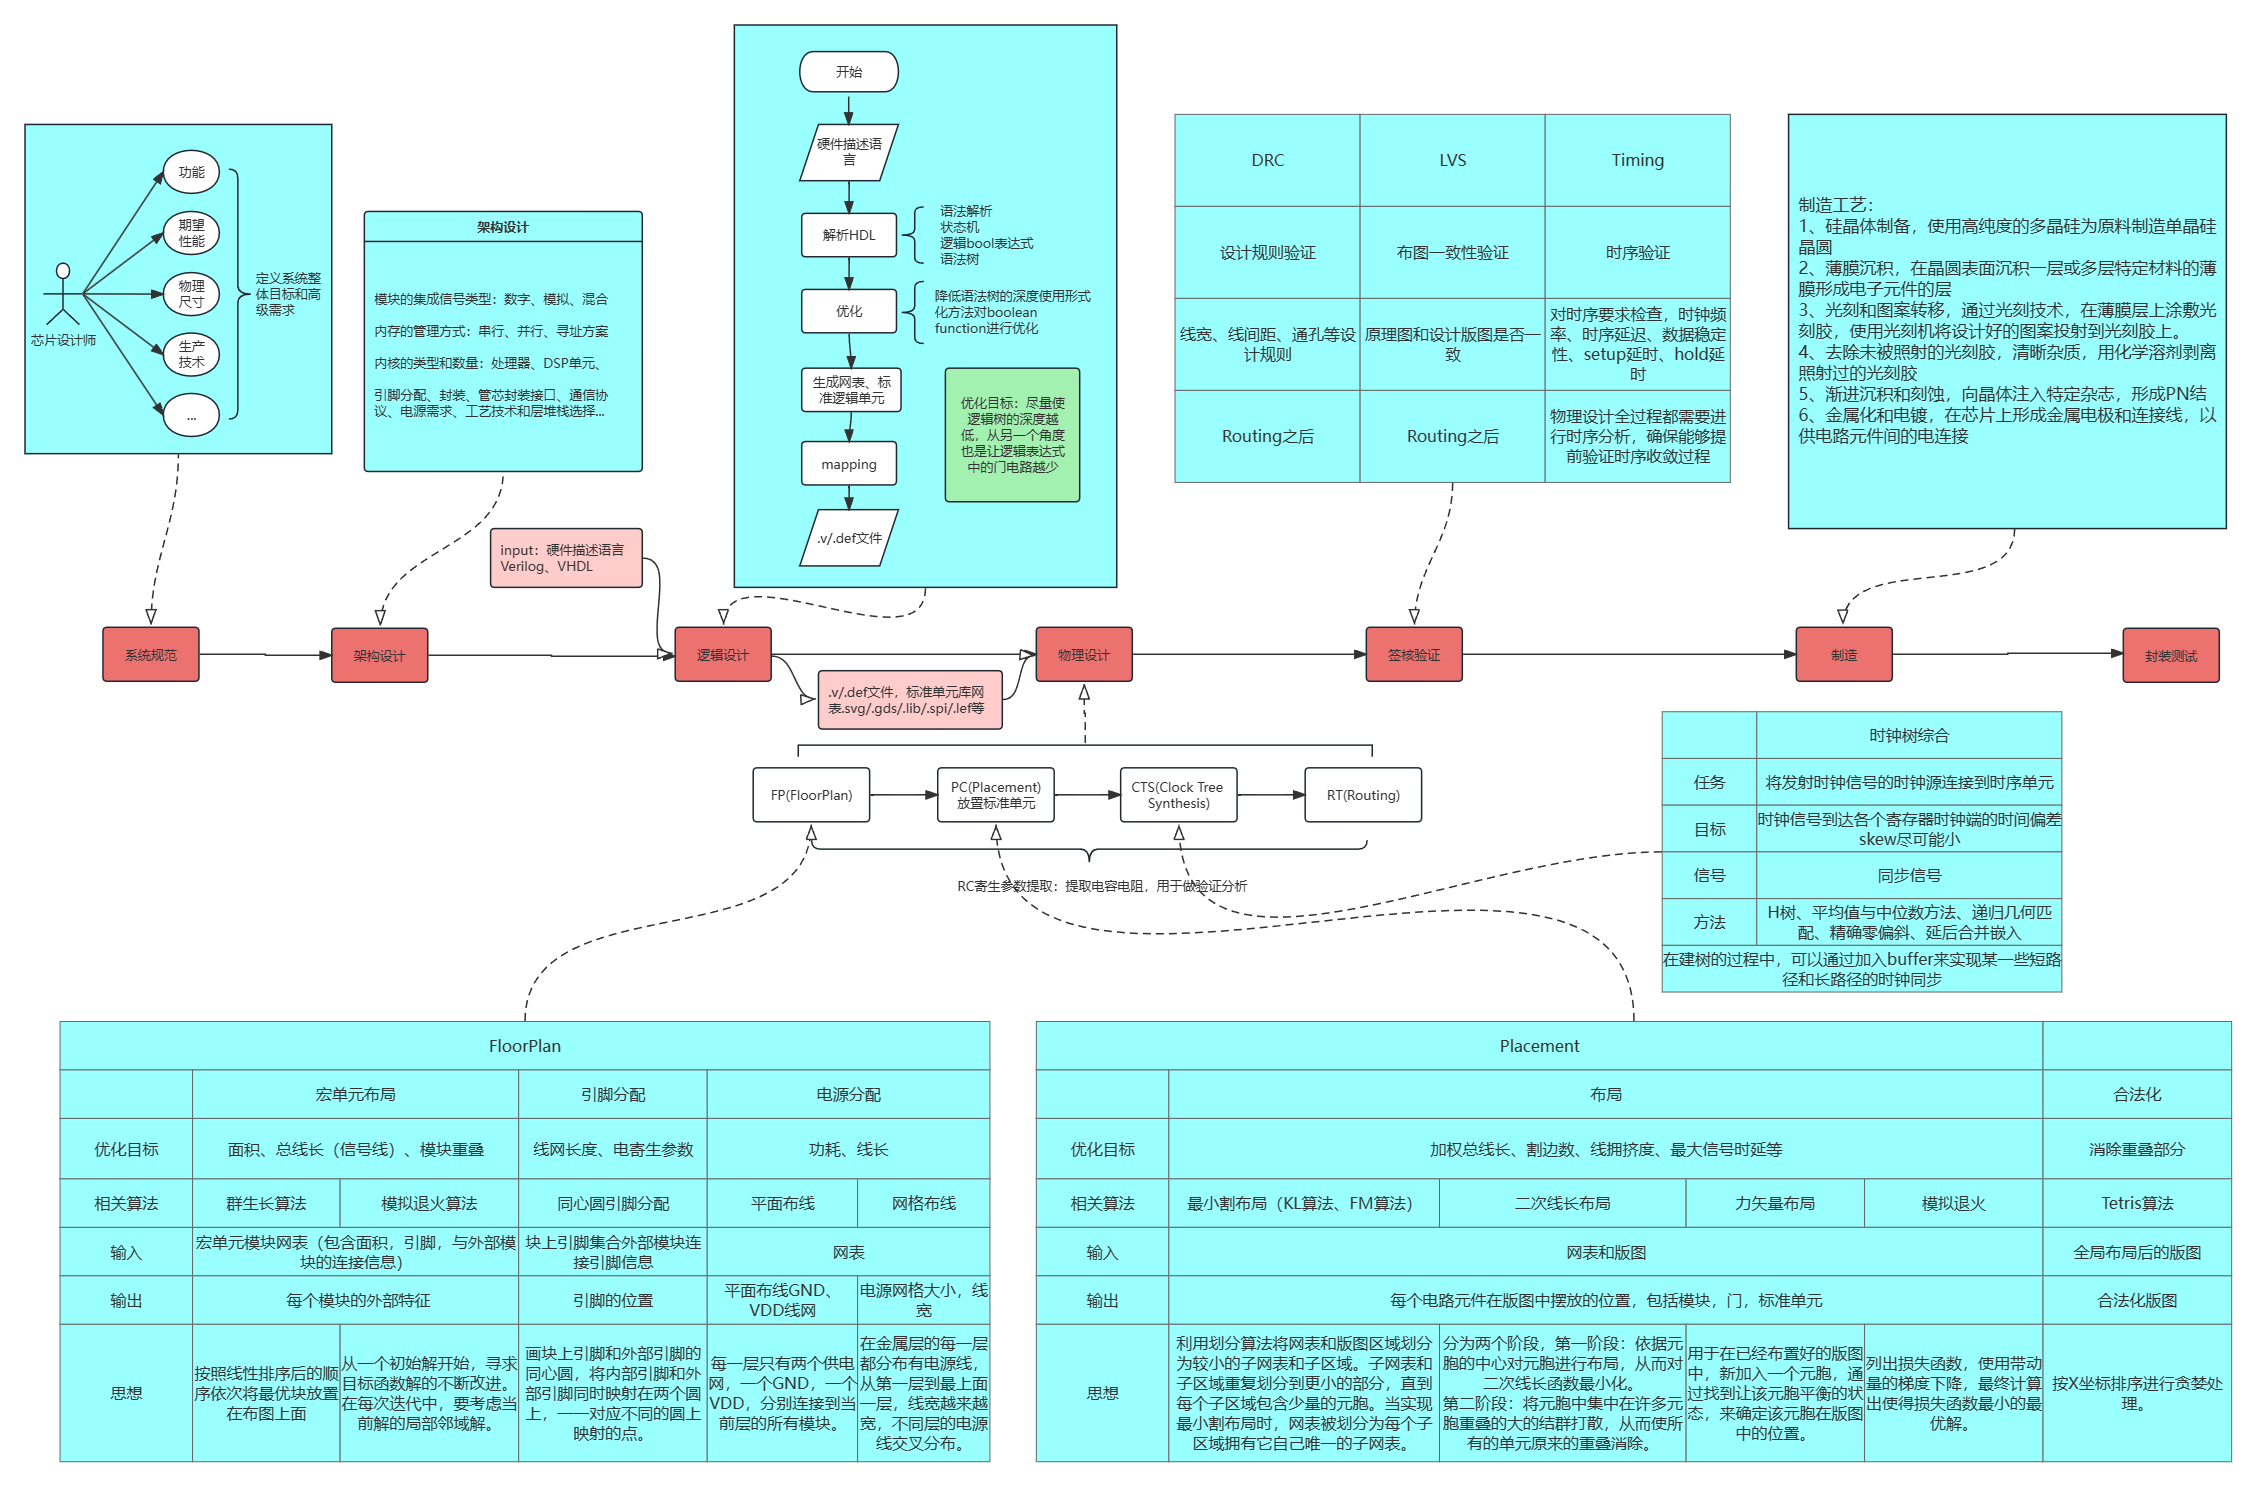 开始
硬件描述语
言
解析HDL
语法解析
状态机
逻辑bool表达式
语法树
优化
降低语法树的深度使用形式
化方法对boolean
function进行优化
生成网表、标
准逻辑单元
mapping
.v/.def文件
优化目标：尽量使
逻辑树的深度越
低，从另一个角度
也是让逻辑表达式
中的门电路越少
功能
期望
性能
物理
尺寸
生产
技术
...
芯片设计师
定义系统整
体目标和高
级需求
架构设计
模块的集成信号类型：数字、模拟、混合
内存的管理方式：串行、并行、寻址方案
内核的类型和数量：处理器、DSP单元、
引脚分配、封装、管芯封装接口、通信协
议、电源需求、工艺技术和层堆栈选择...
input：硬件描述语言
Verilog、VHDL
DRC
LVS
Timing
设计规则验证
布图一致性验证
时序验证
线宽、线间距、通孔等设
计规则
原理图和设计版图是否一
致
对时序要求检查，时钟频
率、时序延迟、数据稳定
性、setup延时、hold延
时
Routing之后
Routing之后
物理设计全过程都需要进
行时序分析，确保能够提
前验证时序收敛过程
制造工艺：
1、硅晶体制备，使用高纯度的多晶硅为原料制造单晶硅
晶圆
2、薄膜沉积，在晶圆表面沉积一层或多层特定材料的薄
膜形成电子元件的层
3、光刻和图案转移，通过光刻技术，在薄膜层上涂敷光
刻胶，使用光刻机将设计好的图案投射到光刻胶上。
4、去除未被照射的光刻胶，清晰杂质，用化学溶剂剥离
照射过的光刻胶
5、渐进沉积和刻蚀，向晶体注入特定杂志，形成PN结
6、金属化和电镀，在芯片上形成金属电极和连接线，以
供电路元件间的电连接
系统规范
架构设计
逻辑设计
物理设计
签核验证
制造
封装测试
.v/.def文件，标准单元库网
表.svg/.gds/.lib/.spi/.lef等
FP(FloorPlan)
PC(Placement)
放置标准单元
CTS(Clock Tree
Synthesis)
RT(Routing)
RC寄生参数提取：提取电容电阻，用于做验证分析
时钟树综合
任务
将发射时钟信号的时钟源连接到时序单元
目标
时钟信号到达各个寄存器时钟端的时间偏差
skew尽可能小
信号
同步信号
方法
H树、平均值与中位数方法、递归几何匹
配、精确零偏斜、延后合并嵌入
在建树的过程中，可以通过加入buffer来实现某一些短路
径和长路径的时钟同步
FloorPlan
宏单元布局
引脚分配
电源分配
优化目标
面积、总线长（信号线）、模块重叠
线网长度、电寄生参数
功耗、线长
相关算法
群生长算法
模拟退火算法
同心圆引脚分配
平面布线
网格布线
输入
宏单元模块网表（包含面积，引脚，与外部模
块的连接信息）
块上引脚集合外部模块连
接引脚信息
网表
输出
每个模块的外部特征
引脚的位置
平面布线GND、
VDD线网
电源网格大小，线
宽
思想
按照线性排序后的顺
序依次将最优块放置
在布图上面
从一个初始解开始，寻求
目标函数解的不断改进。
在每次迭代中，要考虑当
前解的局部邻域解。
画块上引脚和外部引脚的
同心圆，将内部引脚和外
部引脚同时映射在两个圆
上，一一对应不同的圆上
映射的点。
每一层只有两个供电
网，一个GND，一个
VDD，分别连接到当
前层的所有模块。
在金属层的每一层
都分布有电源线，
从第一层到最上面
一层，线宽越来越
宽，不同层的电源
线交叉分布。
Placement
布局
合法化
优化目标
加权总线长、割边数、线拥挤度、最大信号时延等
消除重叠部分
相关算法
最小割布局（KL算法、FM算法）
二次线长布局
力矢量布局
模拟退火
Tetris算法
输入
网表和版图
全局布局后的版图
输出
每个电路元件在版图中摆放的位置，包括模块，门，标准单元
合法化版图
思想
利用划分算法将网表和版图区域划分
为较小的子网表和子区域。子网表和
子区域重复划分到更小的部分，直到
每个子区域包含少量的元胞。当实现
最小割布局时，网表被划分为每个子
区域拥有它自己唯一的子网表。
分为两个阶段，第一阶段：依据元
胞的中心对元胞进行布局，从而对
二次线长函数最小化。
第二阶段：将元胞中集中在许多元
胞重叠的大的结群打散，从而使所
有的单元原来的重叠消除。
用于在已经布置好的版图
中，新加入一个元胞，通
过找到让该元胞平衡的状
态，来确定该元胞在版图
中的位置。
列出损失函数，使用带动
量的梯度下降，最终计算
出使得损失函数最小的最
优解。
按X坐标排序进行贪婪处
理。